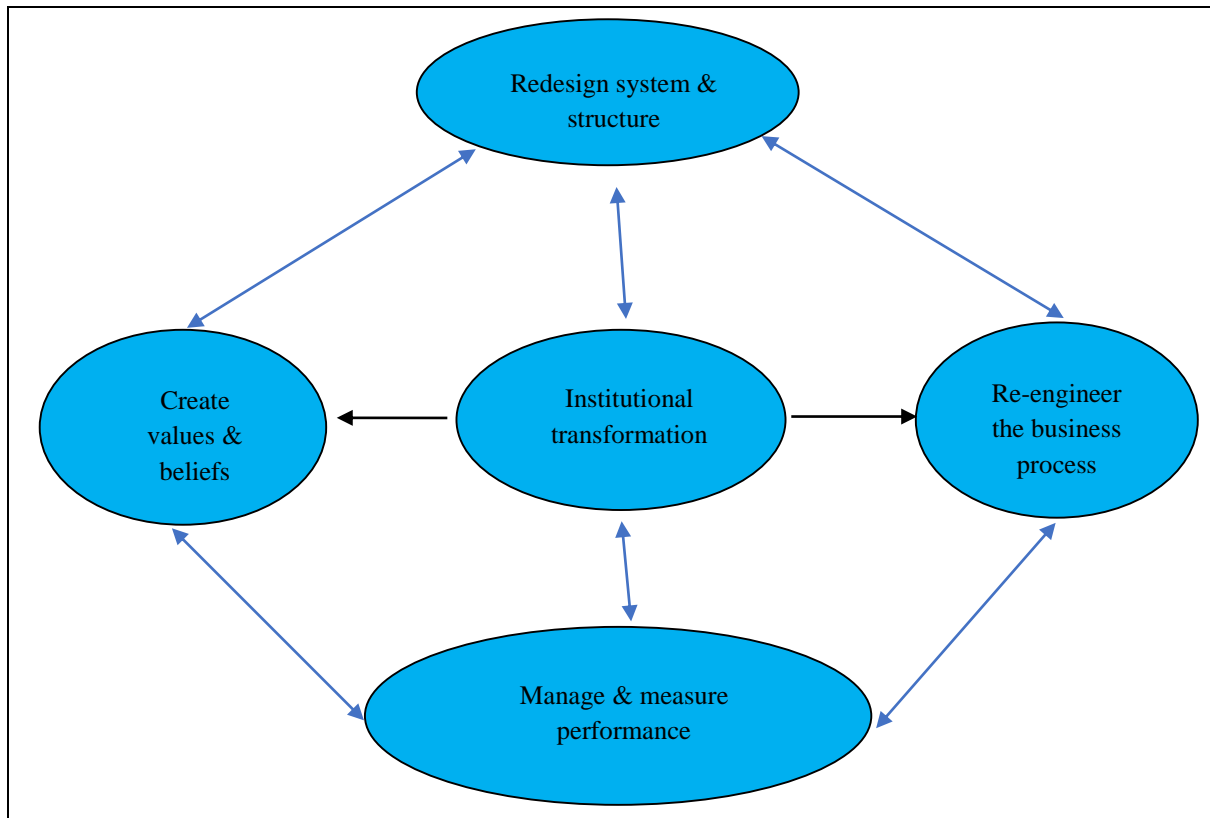 Redesign system &
structure
Create
values &
beliefs
Institutional
transformation
Re-engineer
the business
process
Manage & measure
performance